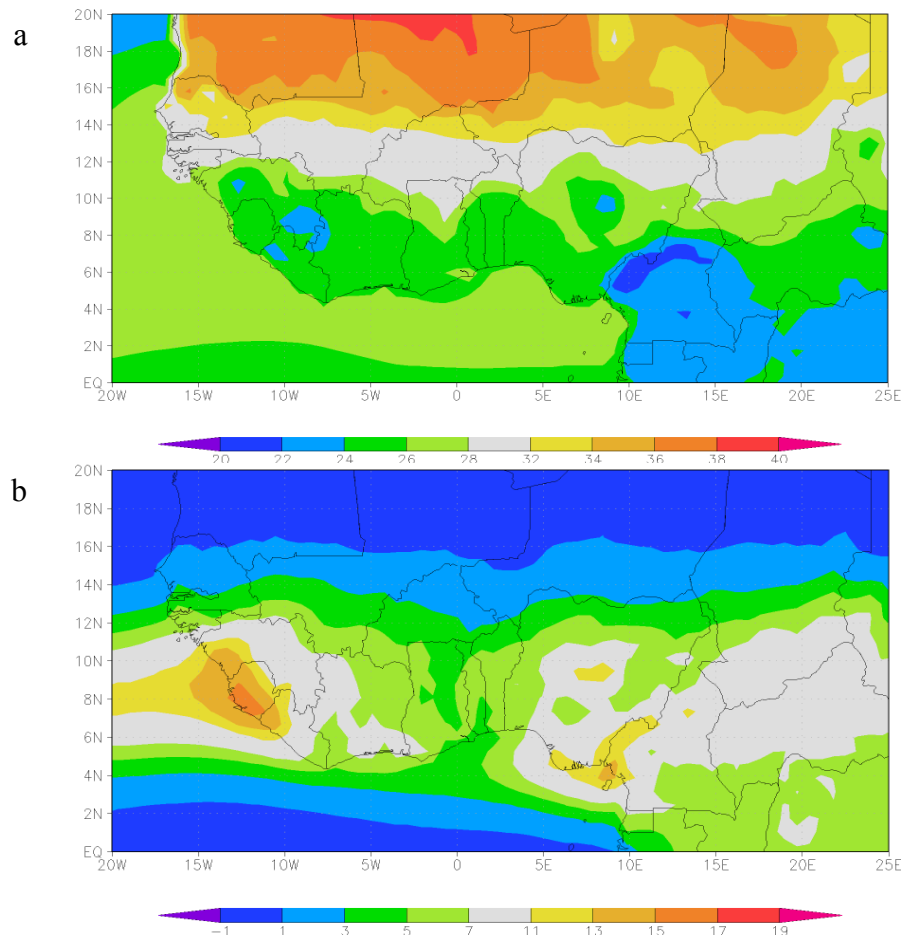 a
20N
18N
16N
14N
12N
10N
8N
6N
4N
2N
EQ
20W 15W 10W 5W 0 5E 10E 15E 20E 25E
20 22 24 26 28 32 34 36 38 40
b
20N
18N
16N
14N
12N
10N
8N
6N
4N
2N
EQ
20W 15W 10W 5W 0 5E 10E 15E 20E 25E
−1 1 3 5 7 11 13 15 17 19